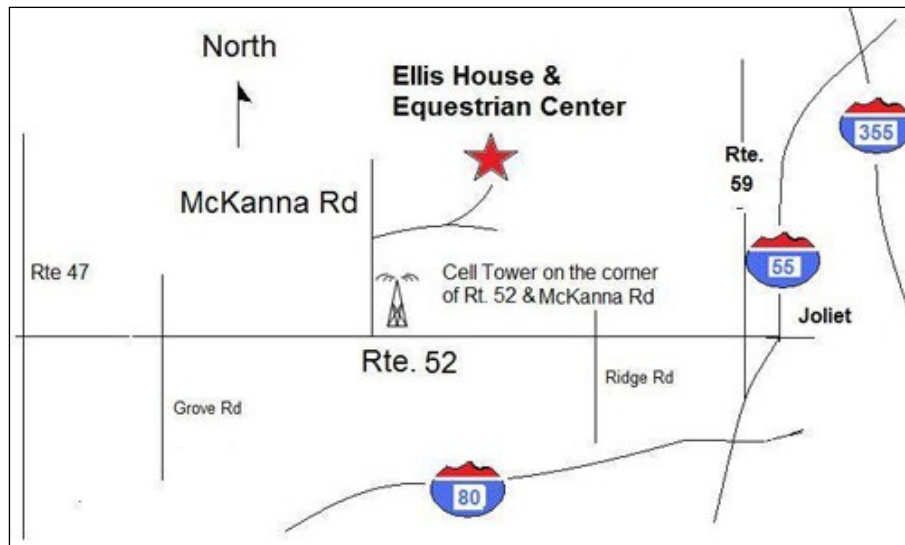 North
Ellis House &
Equestrian Center
355
Rte.
59
McKanna Rd
Rte 47
Cell Tower on the corner
of Rt. 52 & McKanna Rd
55
Joliet
Rte. 52
Ridge Rd
Grove Rd
80